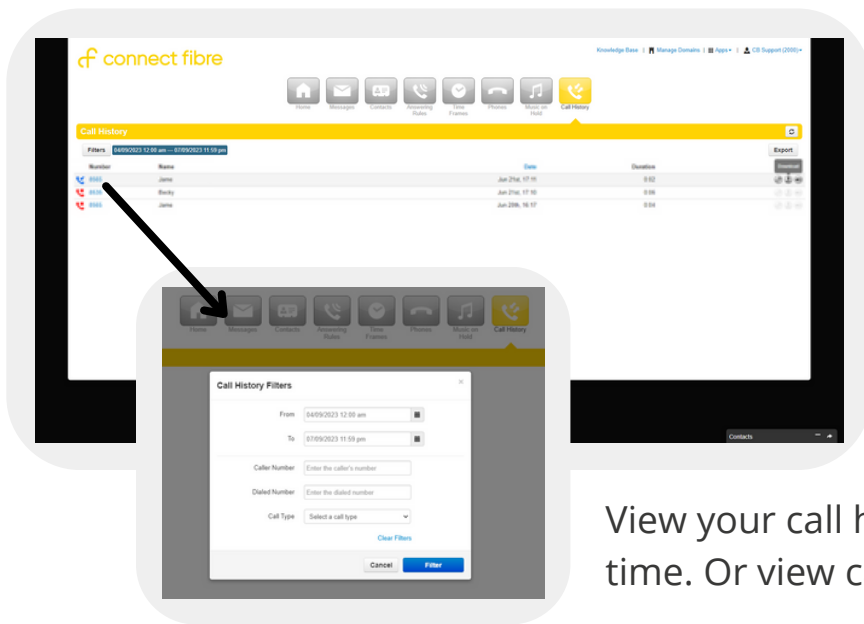 connect fibre
Knowledge Base | Manage Domains | Apps | CB Support (2000)
Home Messages Contacts Answering Rules Time Frames Phones Music on Hold Call History
Call History
Filters 04/09/2023 12:00 am — 07/09/2023 11:59 pm Export
Number Name Date Duration Download
8565 Jame Jun 21st, 17:11 0:02
Becky Jun 21st, 17:10 0:06
8565 Jame Jun 20th, 16:17 0:04
Home Messages Contacts Answering Rules Time Frames Phones Music on Hold Call History
Call History Filters ×
From 04/09/2023 12:00 am
To 07/09/2023 11:59 pm
Caller Number Enter the caller's number
Dialed Number Enter the dialed number
Call Type Select a call type
Clear Filters
Cancel Filter
Contacts
View your call h
time. Or view c